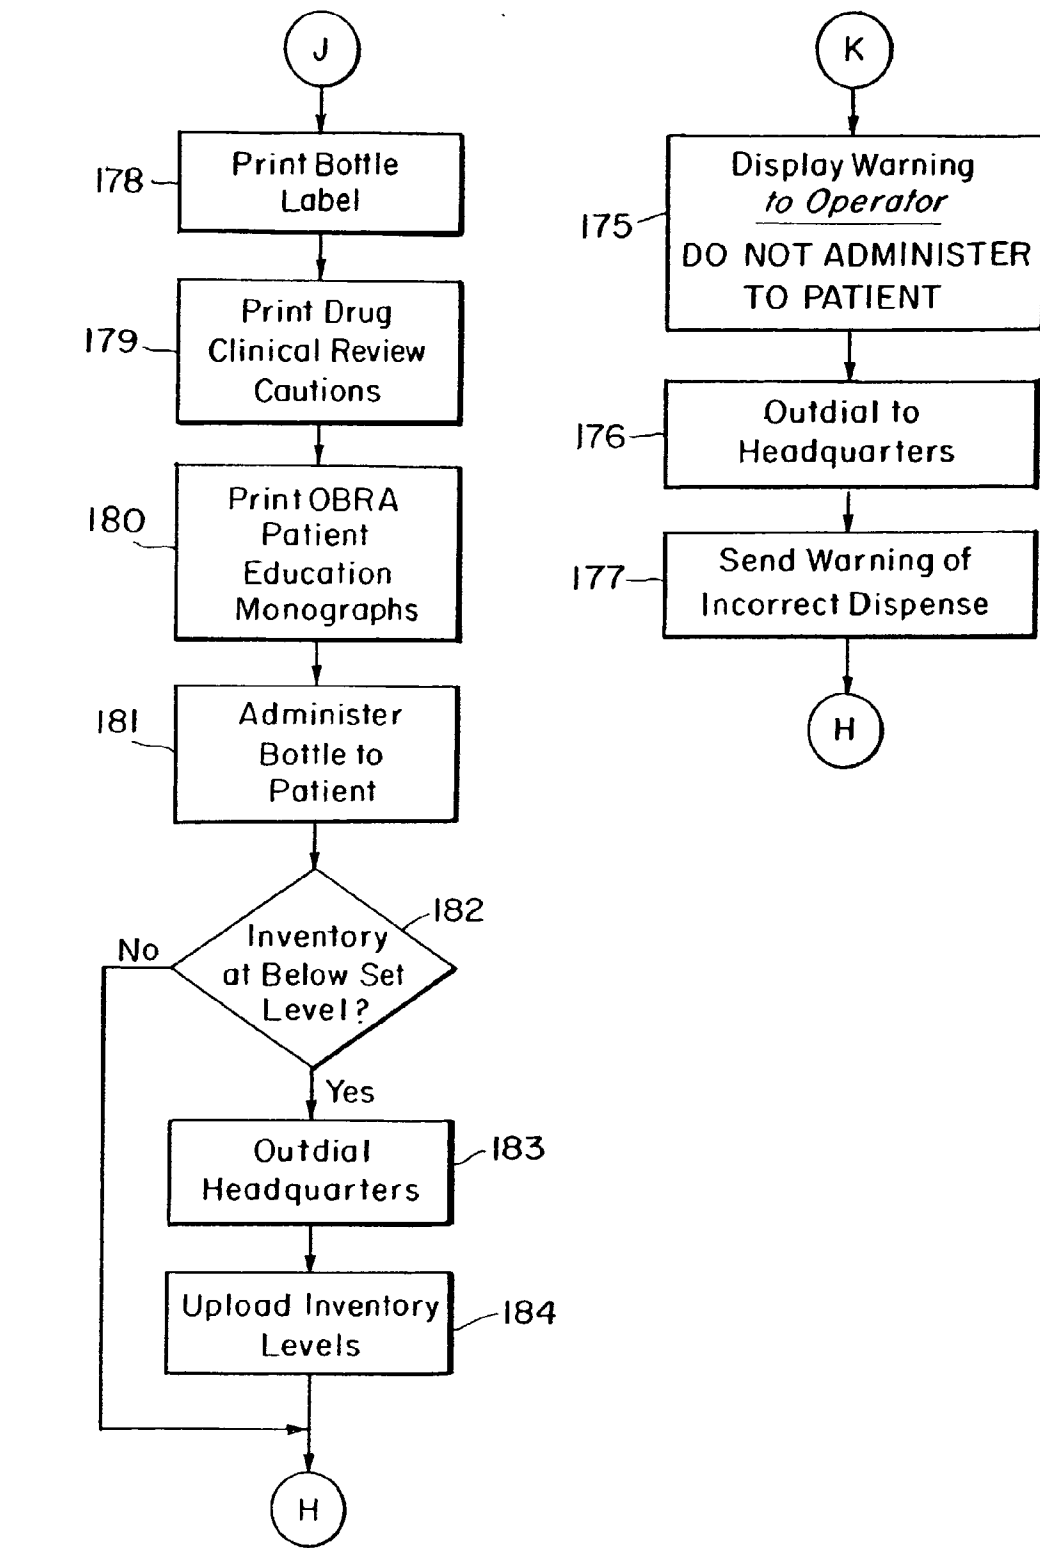 J
178
Print Bottle
Label
179
Print Drug
Clinical Review
Cautions
180
Print OBRA
Patient
Education
Monographs
181
Administer
Bottle to
Patient
182
Inventory
at Below Set
Level?
No
Yes
183
Outdial
Headquarters
184
Upload Inventory
Levels
H
K
175
Display Warning
to Operator
DO NOT ADMINISTER
TO PATIENT
176
Outdial to
Headquarters
177
Send Warning of
Incorrect Dispense
H